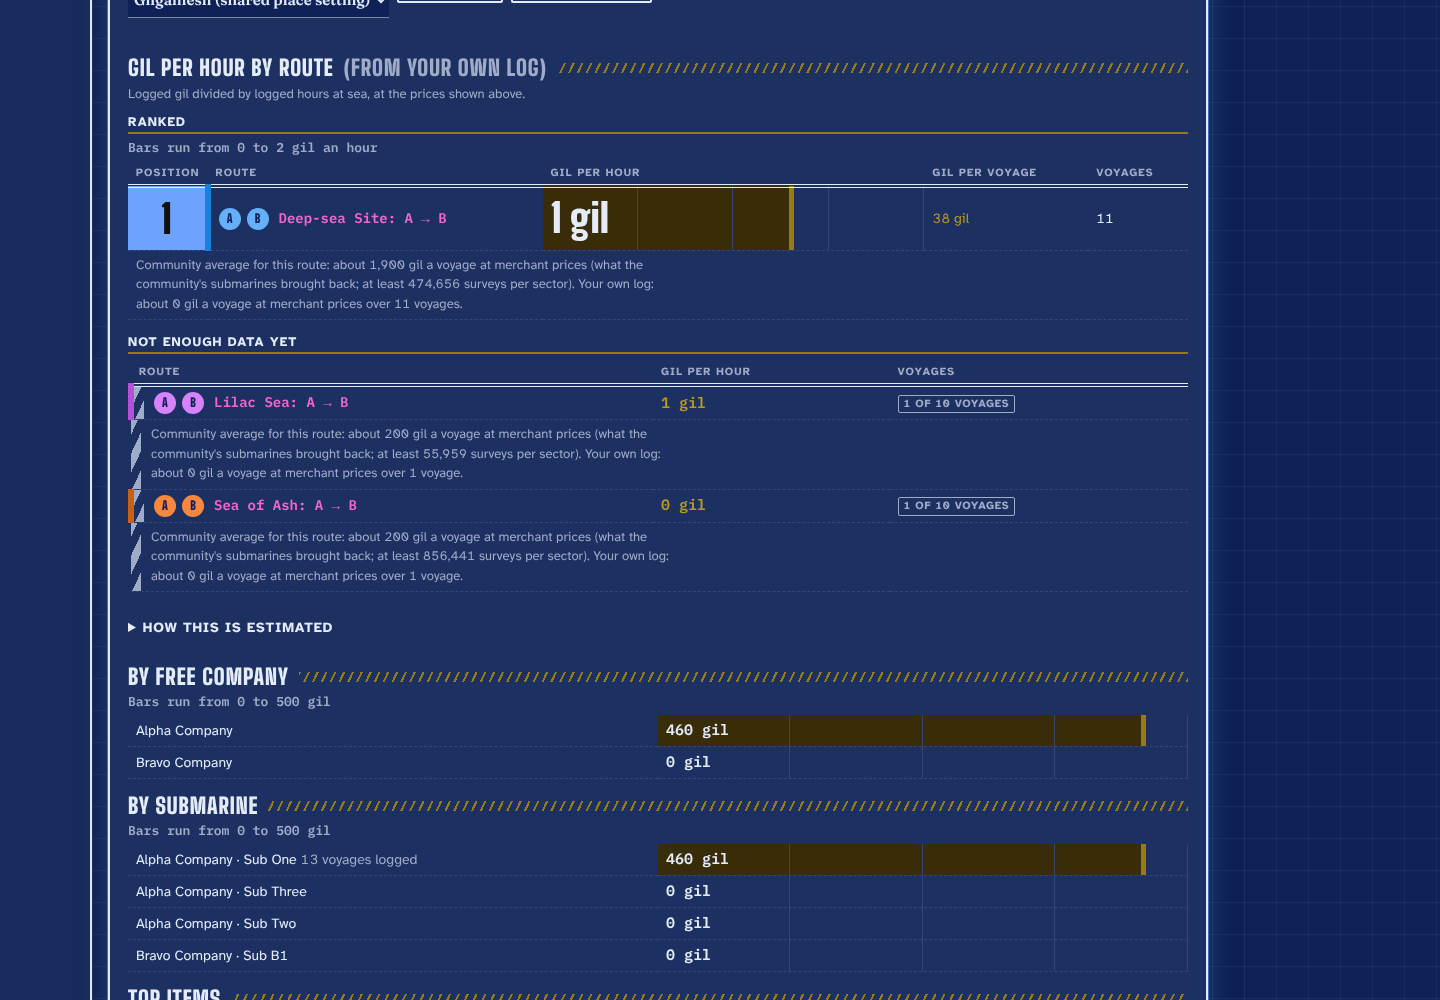 Gilgamesh (shared place setting)
GIL PER HOUR BY ROUTE (FROM YOUR OWN LOG)
Logged gil divided by logged hours at sea, at the prices shown above.
RANKED
Bars run from 0 to 2 gil an hour
POSITION ROUTE GIL PER HOUR GIL PER VOYAGE VOYAGES
1 A B Deep-sea Site: A → B 1 gil 38 gil 11
Community average for this route: about 1,900 gil a voyage at merchant prices (what the
community's submarines brought back; at least 474,656 surveys per sector). Your own log:
about 0 gil a voyage at merchant prices over 11 voyages.
NOT ENOUGH DATA YET
ROUTE GIL PER HOUR VOYAGES
A B Lilac Sea: A → B 1 gil 1 OF 10 VOYAGES
Community average for this route: about 200 gil a voyage at merchant prices (what the
community's submarines brought back; at least 55,959 surveys per sector). Your own log:
about 0 gil a voyage at merchant prices over 1 voyage.
A B Sea of Ash: A → B 0 gil 1 OF 10 VOYAGES
Community average for this route: about 200 gil a voyage at merchant prices (what the
community's submarines brought back; at least 856,441 surveys per sector). Your own log:
about 0 gil a voyage at merchant prices over 1 voyage.
▶ HOW THIS IS ESTIMATED
BY FREE COMPANY
Bars run from 0 to 500 gil
Alpha Company 460 gil
Bravo Company 0 gil
BY SUBMARINE
Bars run from 0 to 500 gil
Alpha Company · Sub One 13 voyages logged 460 gil
Alpha Company · Sub Three 0 gil
Alpha Company · Sub Two 0 gil
Bravo Company · Sub B1 0 gil
TOP ITEMS